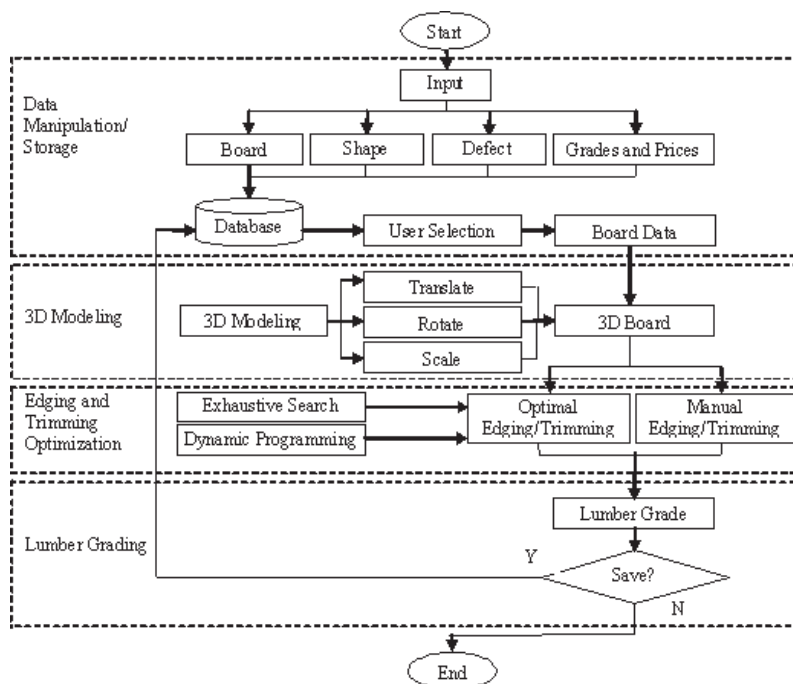 Start
Data
Manipulation/
Storage
Input
Board
Shape
Defect
Grades and Prices
Database
User Selection
Board Data
3D Modeling
3D Modeling
Translate
Rotate
Scale
3D Board
Edging and
Trimming
Optimization
Exhaustive Search
Dynamic Programming
Optimal
Edging/Trimming
Manual
Edging/Trimming
Lumber Grading
Lumber Grade
Y
Save?
N
End